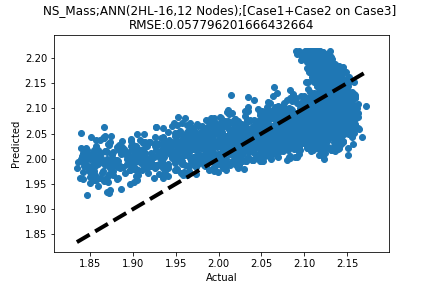 NS_Mass;ANN(2HL-16,12 Nodes);[Case1+Case2 on Case3]
RMSE:0.057796201666432664
2.20
2.15
2.10
2.05
2.00
1.95
1.90
1.85
Predicted
1.85 1.90 1.95 2.00 2.05 2.10 2.15
Actual